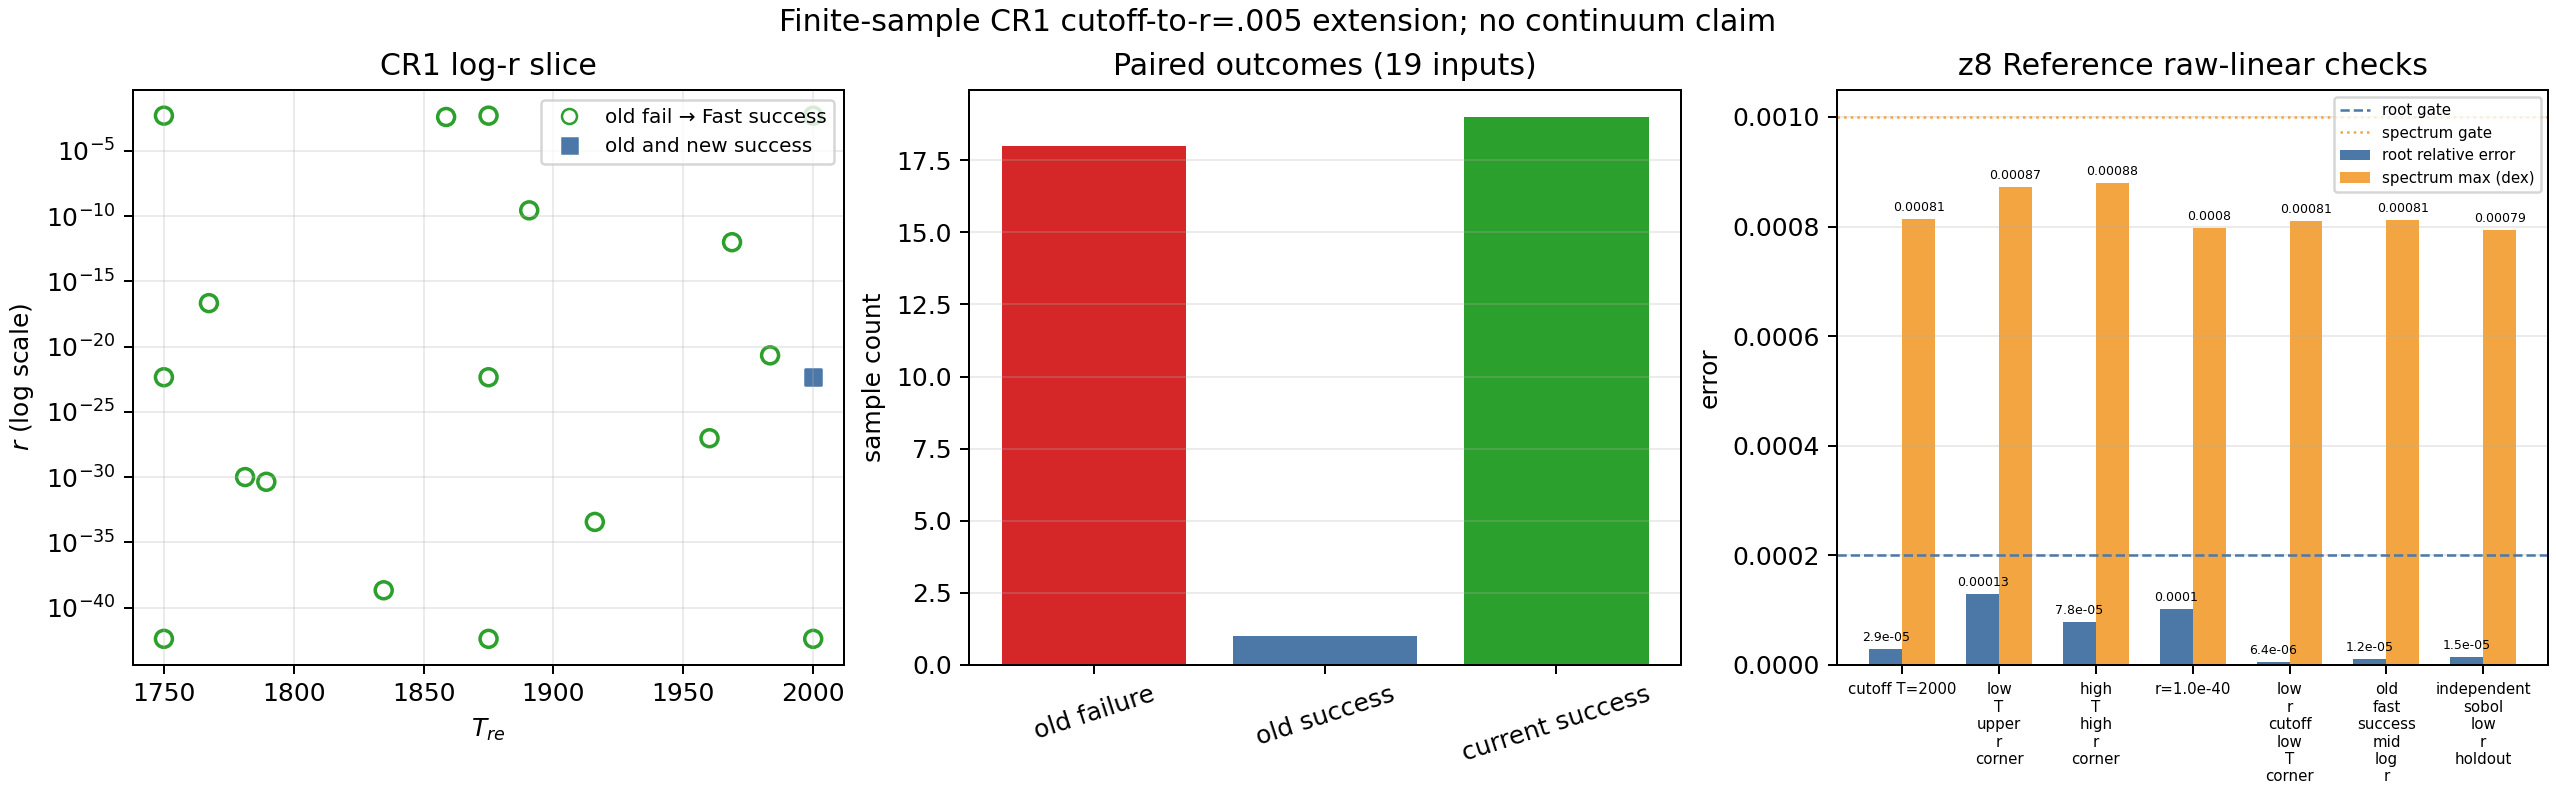 Finite-sample CR1 cutoff-to-r=.005 extension; no continuum claim
CR1 log-r slice
r (log scale)
10⁻⁵
10⁻¹⁰
10⁻¹⁵
10⁻²⁰
10⁻²⁵
10⁻³⁰
10⁻³⁵
10⁻⁴⁰
old fail → Fast success
old and new success
1750 1800 1850 1900 1950 2000
T_re
Paired outcomes (19 inputs)
sample count
17.5
15.0
12.5
10.0
7.5
5.0
2.5
0.0
old failure
old success
current success
z8 Reference raw-linear checks
error
0.0010
0.0008
0.0006
0.0004
0.0002
0.0000
root gate
spectrum gate
root relative error
spectrum max (dex)
0.00081
0.00087
0.00088
0.0008
0.00081
0.00081
0.00079
2.9e-05
0.00013
7.8e-05
0.0001
6.4e-06
1.2e-05
1.5e-05
cutoff T=2000
low
T
upper
r
corner
high
T
high
r
corner
r=1.0e-40
low
r
cutoff
low
T
corner
old
fast
success
mid
log
r
independent
sobol
low
r
holdout